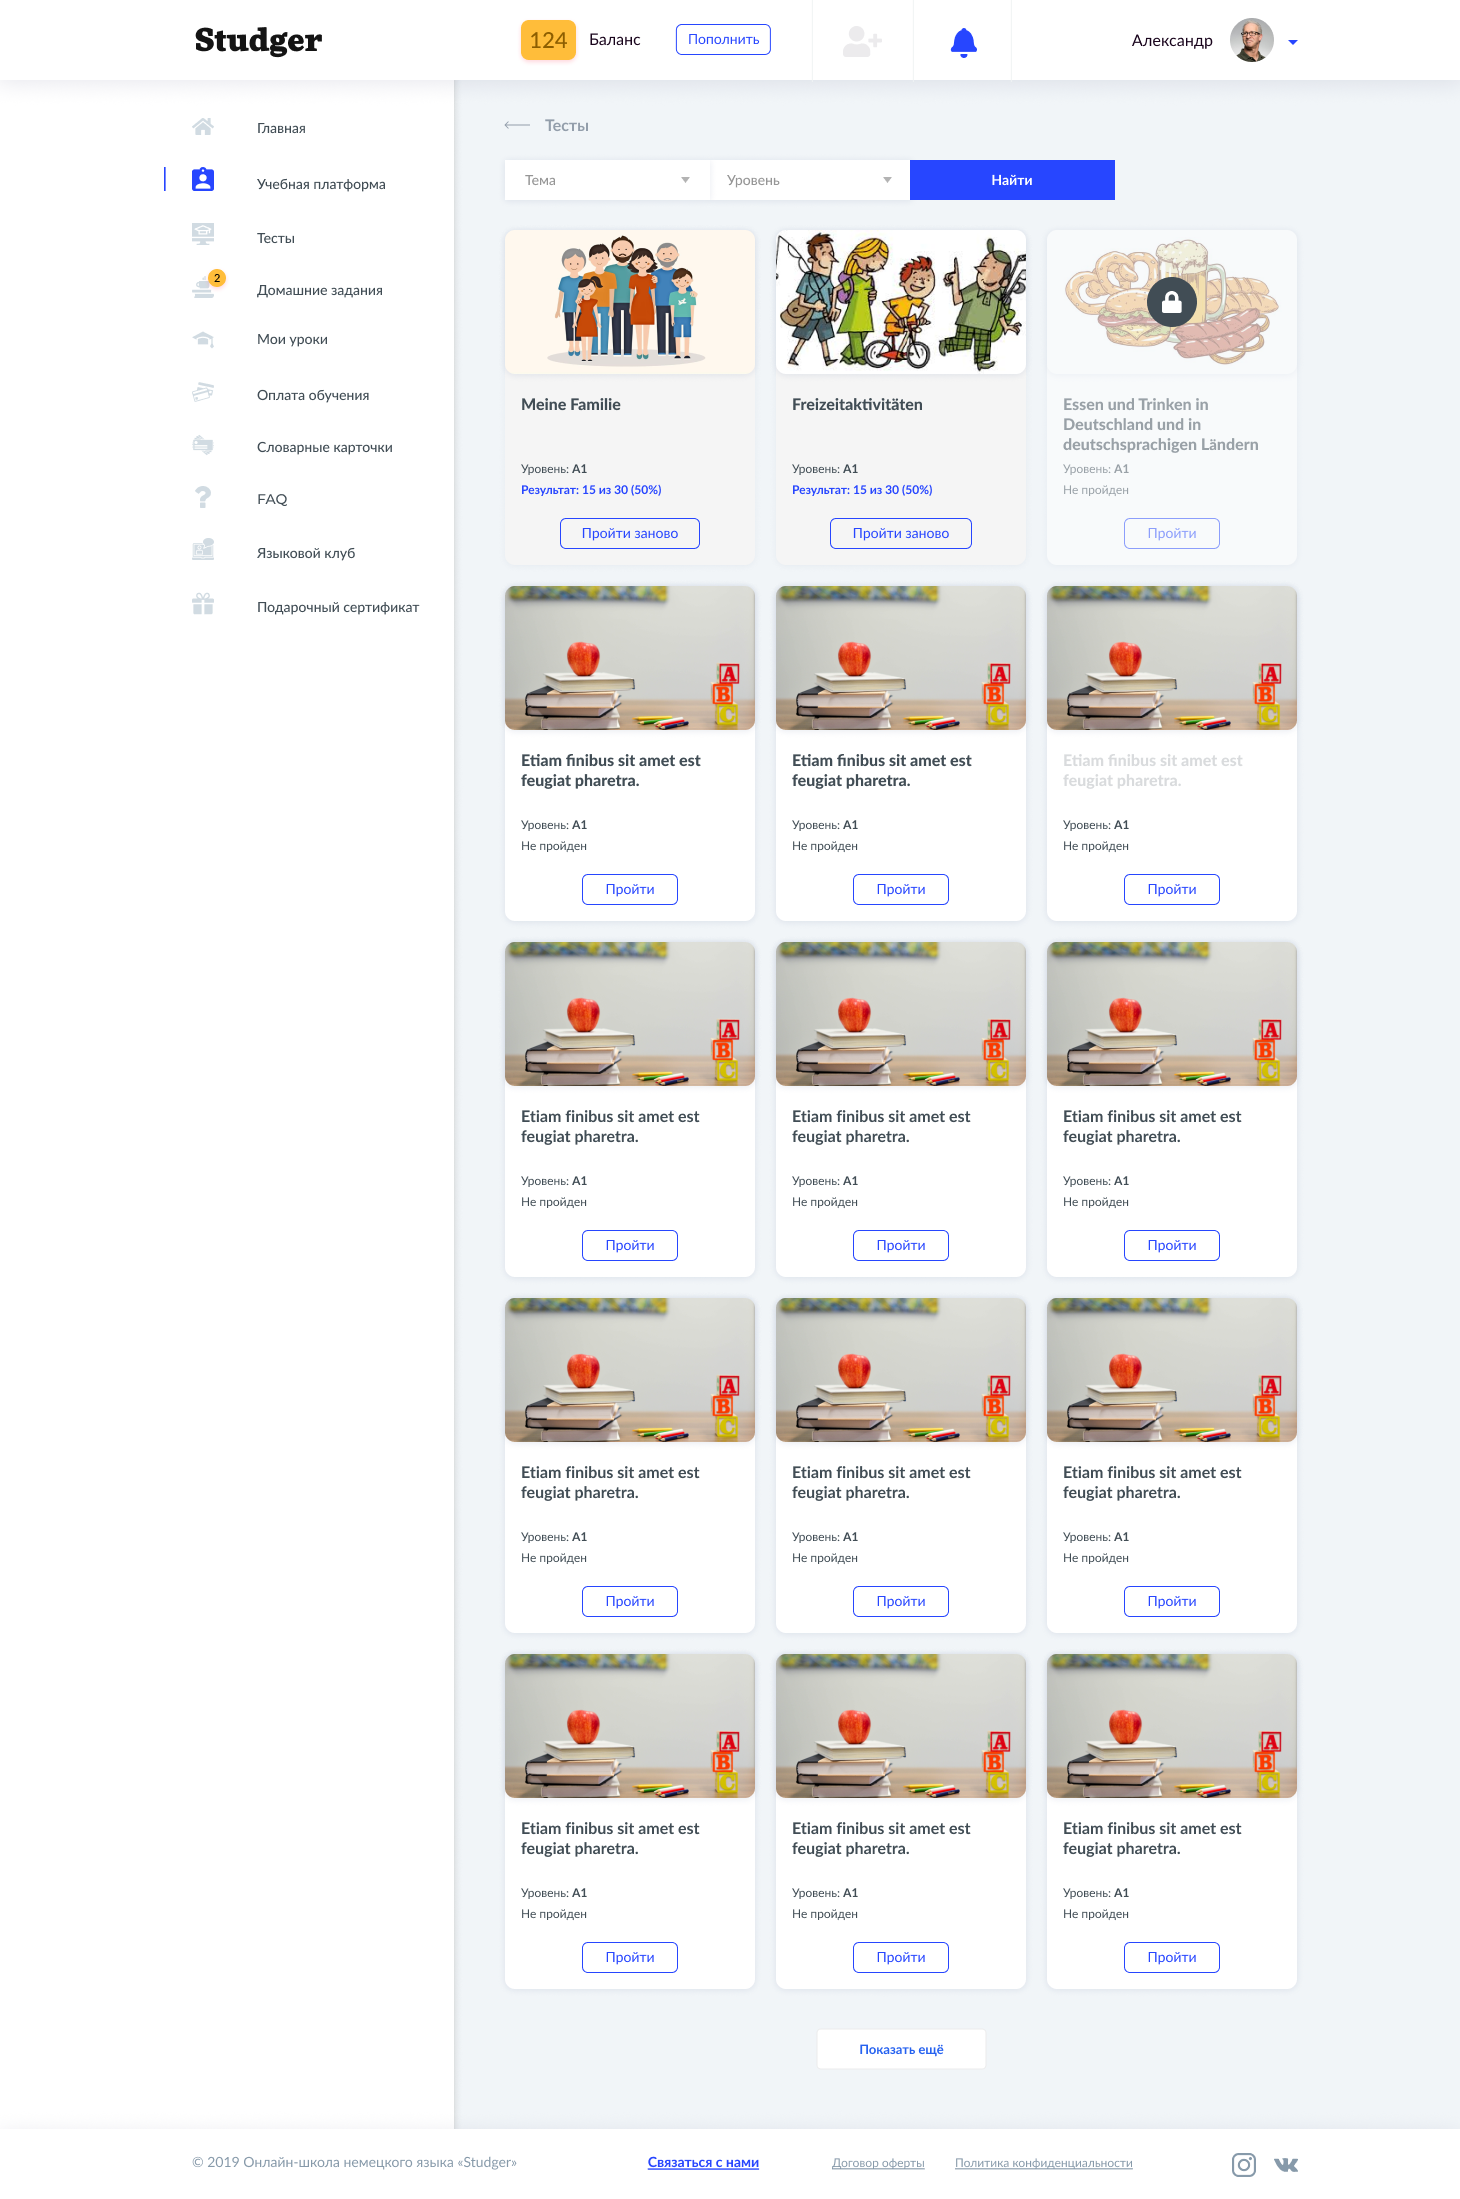 Studger
124 Баланс Пополнить
Александр
Главная
Учебная платформа
Тесты
2
Домашние задания
Мои уроки
Оплата обучения
Словарные карточки
FAQ
Языковой клуб
Подарочный сертификат
Тесты
Тема Уровень Найти
Meine Familie
Уровень: A1
Результат: 15 из 30 (50%)
Пройти заново
Freizeitaktivitäten
Уровень: A1
Результат: 15 из 30 (50%)
Пройти заново
Essen und Trinken in
Deutschland und in
deutschsprachigen Ländern
Уровень: A1
Не пройден
Пройти
A
B
C
Etiam finibus sit amet est
feugiat pharetra.
Уровень: A1
Не пройден
Пройти
A
B
C
Etiam finibus sit amet est
feugiat pharetra.
Уровень: A1
Не пройден
Пройти
A
B
C
Etiam finibus sit amet est
feugiat pharetra.
Уровень: A1
Не пройден
Пройти
A
B
C
Etiam finibus sit amet est
feugiat pharetra.
Уровень: A1
Не пройден
Пройти
A
B
C
Etiam finibus sit amet est
feugiat pharetra.
Уровень: A1
Не пройден
Пройти
A
B
C
Etiam finibus sit amet est
feugiat pharetra.
Уровень: A1
Не пройден
Пройти
A
B
C
Etiam finibus sit amet est
feugiat pharetra.
Уровень: A1
Не пройден
Пройти
A
B
C
Etiam finibus sit amet est
feugiat pharetra.
Уровень: A1
Не пройден
Пройти
A
B
C
Etiam finibus sit amet est
feugiat pharetra.
Уровень: A1
Не пройден
Пройти
A
B
C
Etiam finibus sit amet est
feugiat pharetra.
Уровень: A1
Не пройден
Пройти
A
B
C
Etiam finibus sit amet est
feugiat pharetra.
Уровень: A1
Не пройден
Пройти
A
B
C
Etiam finibus sit amet est
feugiat pharetra.
Уровень: A1
Не пройден
Пройти
Показать ещё
© 2019 Онлайн-школа немецкого языка «Studger»
Связаться с нами
Договор оферты
Политика конфиденциальности